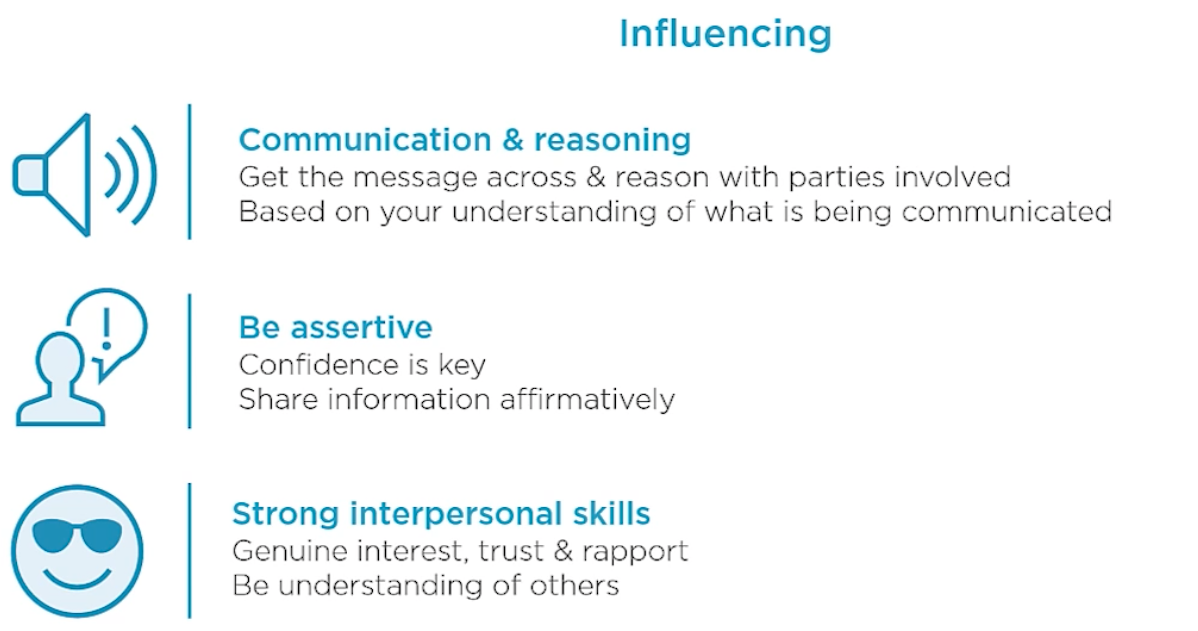 Influencing
Communication & reasoning
Get the message across & reason with parties involved
Based on your understanding of what is being communicated
!
Be assertive
Confidence is key
Share information affirmatively
Strong interpersonal skills
Genuine interest, trust & rapport
Be understanding of others